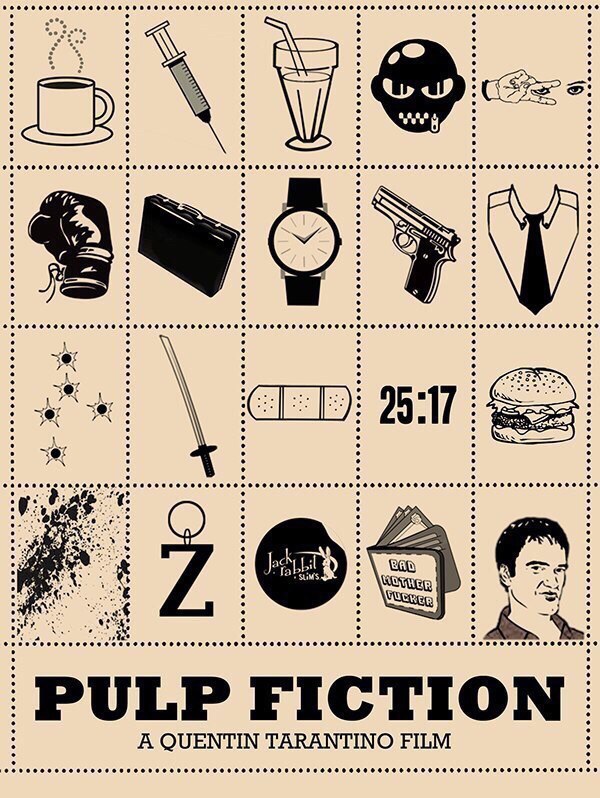 25:17
Z
Jack
rabbit
SLIM'S
BAD
MOTHER
FUCKER
PULP FICTION
A QUENTIN TARANTINO FILM